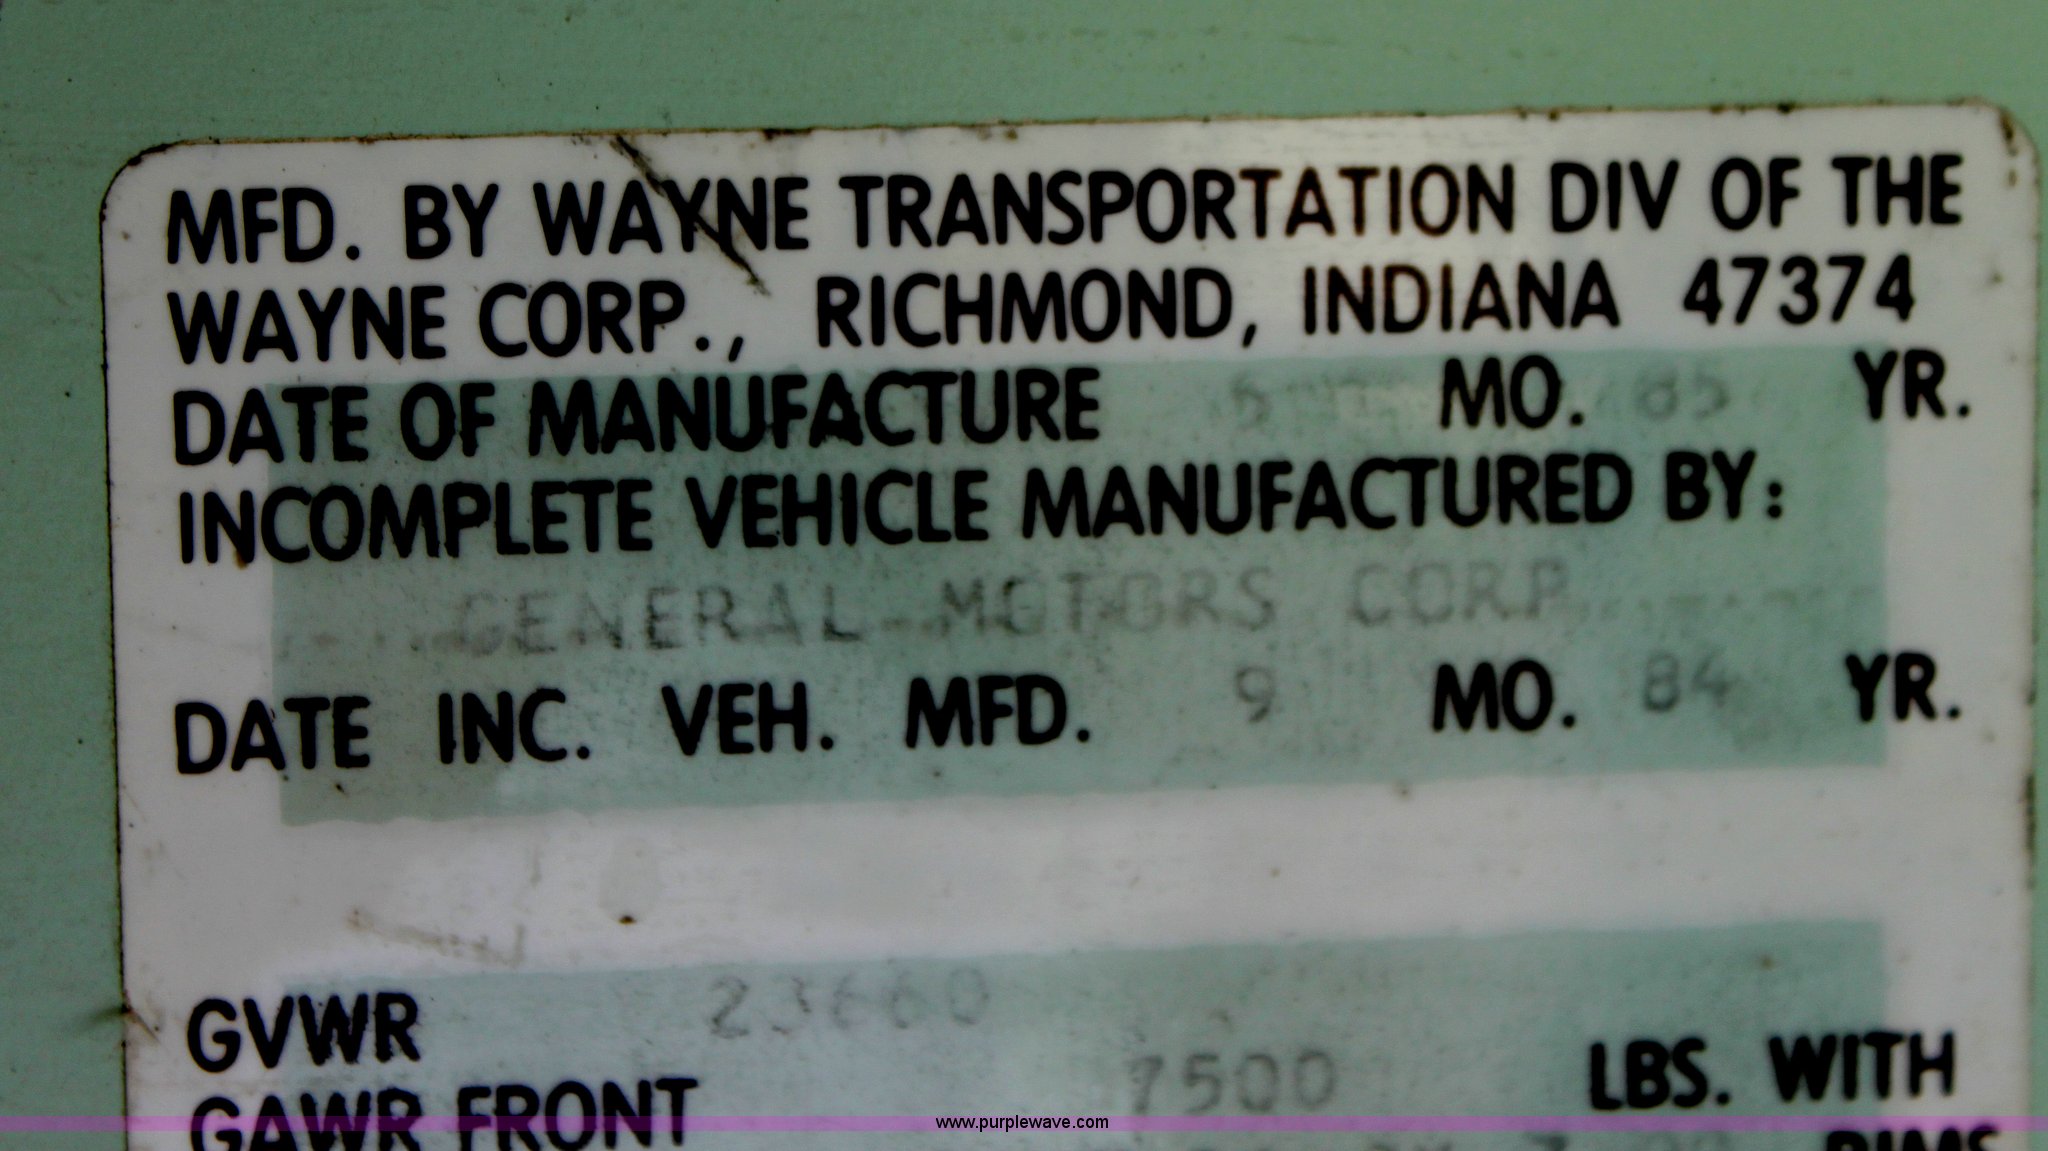 MFD. BY WAYNE TRANSPORTATION DIV OF THE
WAYNE CORP., RICHMOND, INDIANA 47374
DATE OF MANUFACTURE MO. 85 YR.
INCOMPLETE VEHICLE MANUFACTURED BY:
GENERAL MOTORS CORP
DATE INC. VEH. MFD. 9 MO. 84 YR.
GVWR 23660
7500 LBS. WITH
GAWR FRONT
www.purplewave.com
RIMS